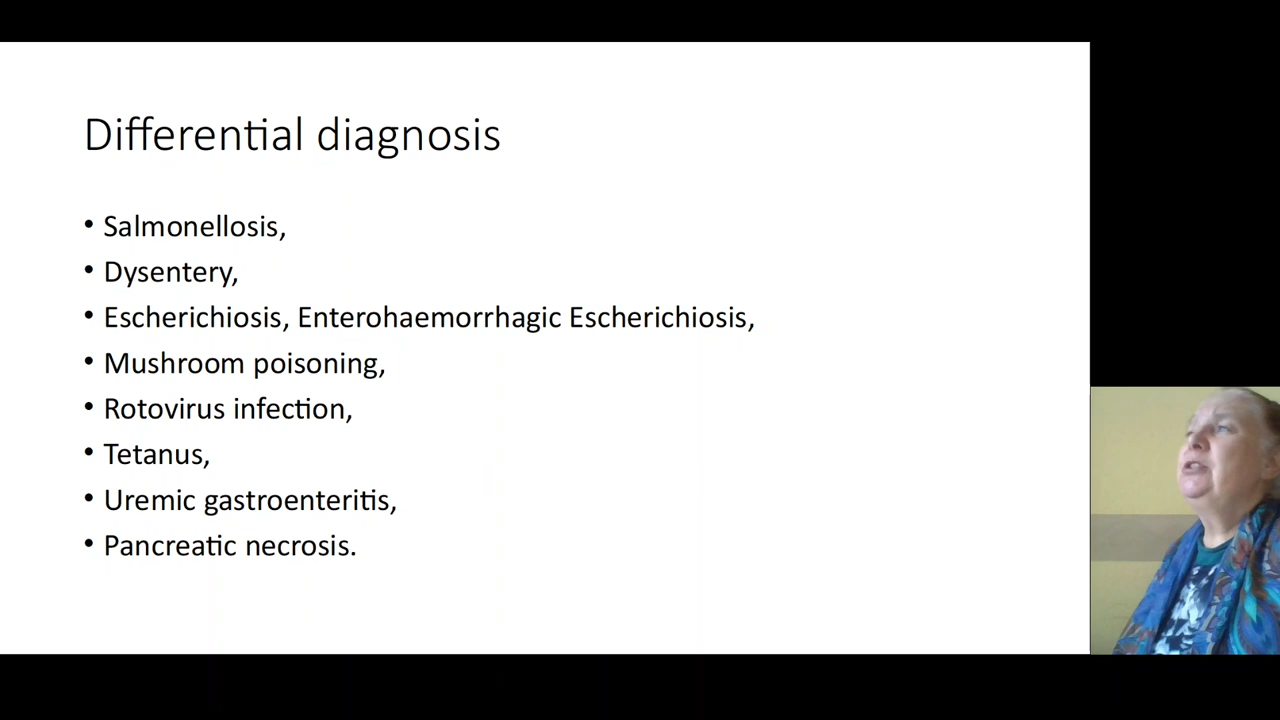 Differential diagnosis
• Salmonellosis,
• Dysentery,
• Escherichiosis, Enterohaemorrhagic Escherichiosis,
• Mushroom poisoning,
• Rotovirus infection,
• Tetanus,
• Uremic gastroenteritis,
• Pancreatic necrosis.